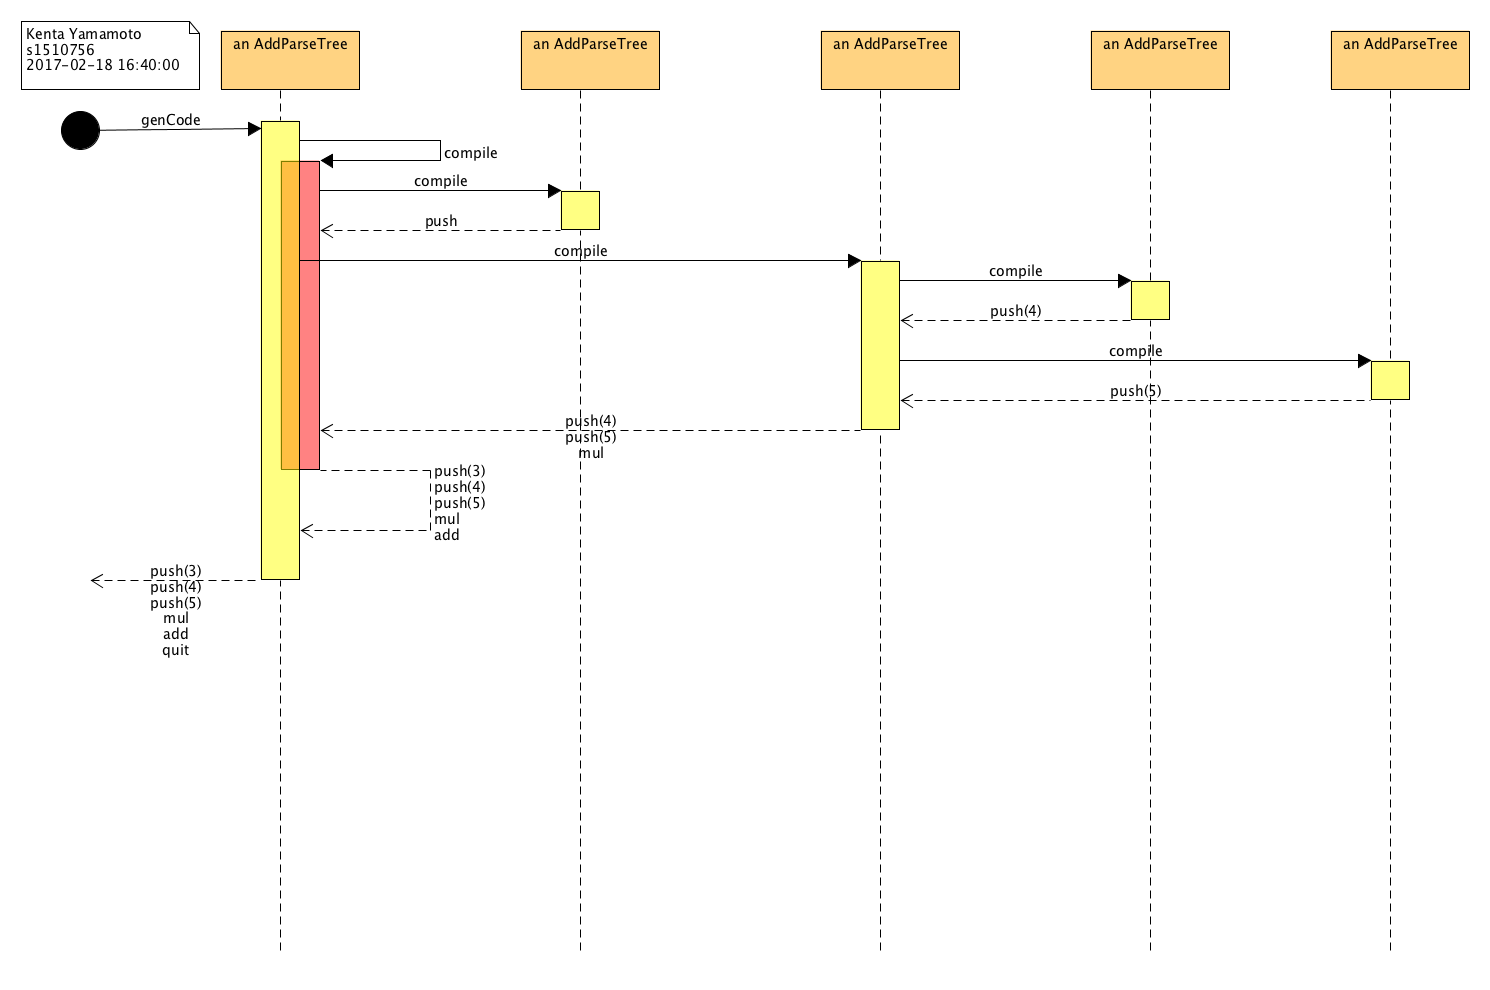 Kenta Yamamoto
s1510756
2017-02-18 16:40:00
an AddParseTree
an AddParseTree
an AddParseTree
an AddParseTree
an AddParseTree
genCode
compile
compile
push
compile
compile
push(4)
compile
push(5)
push(4)
push(5)
mul
push(3)
push(4)
push(5)
mul
add
push(3)
push(4)
push(5)
mul
add
quit